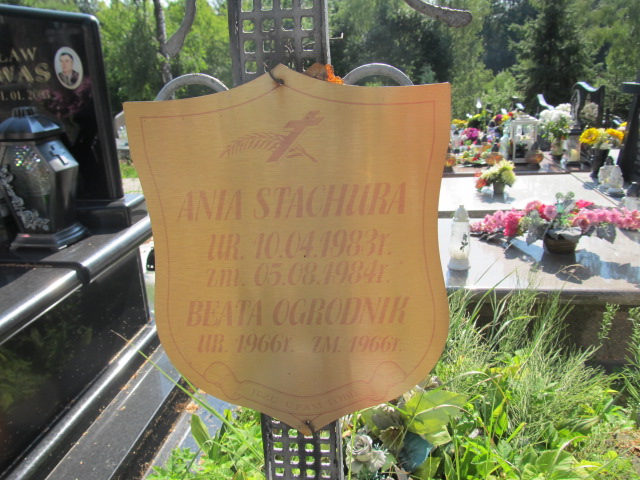 ANIA STACHURA
UR. 10.04.1983r.
zm. 05.08.1984r.
BEATA OGRODNIK
UR. 1966r. ZM. 1966r.